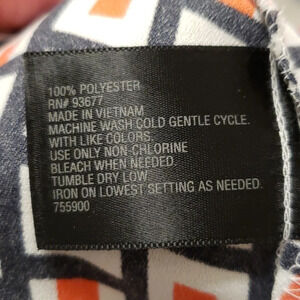 100% POLYESTER
RN# 93677
MADE IN VIETNAM
MACHINE WASH COLD GENTLE CYCLE.
WITH LIKE COLORS.
USE ONLY NON-CHLORINE
BLEACH WHEN NEEDED.
TUMBLE DRY LOW
IRON ON LOWEST SETTING AS NEEDED.
755900